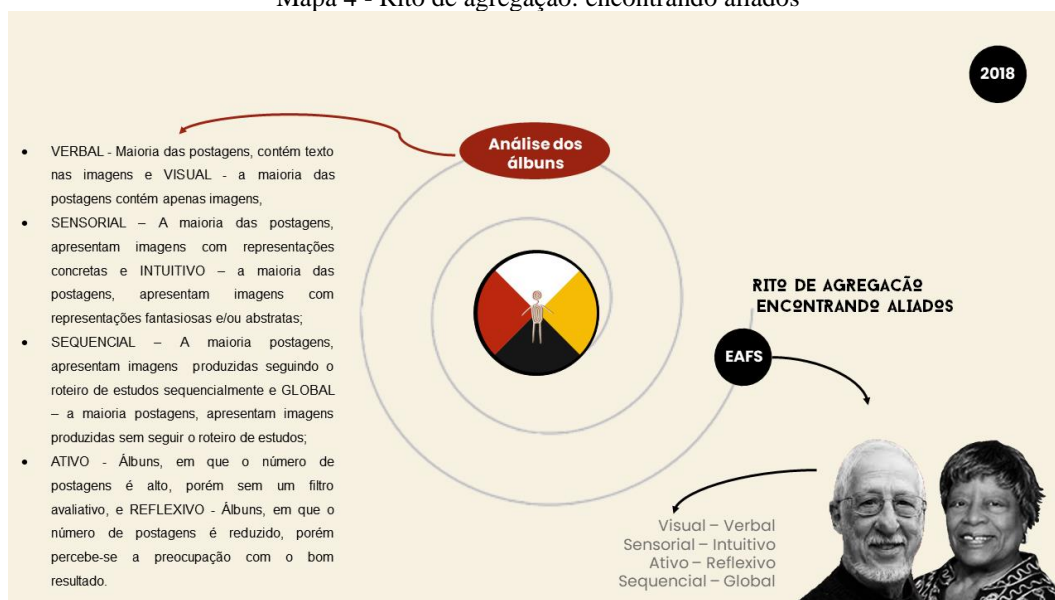 Mapa 4 - Rito de agregação: encontrando aliados
2018
Análise dos
álbuns
• VERBAL - Maioria das postagens, contém texto
nas imagens e VISUAL - a maioria das
postagens contém apenas imagens,
• SENSORIAL – A maioria das postagens,
apresentam imagens com representações
concretas e INTUITIVO – a maioria das
postagens, apresentam imagens com
representações fantasiosas e/ou abstratas;
• SEQUENCIAL – A maioria postagens,
apresentam imagens produzidas seguindo o
roteiro de estudos sequencialmente e GLOBAL
– a maioria postagens, apresentam imagens
produzidas sem seguir o roteiro de estudos;
• ATIVO - Álbuns, em que o número de
postagens é alto, porém sem um filtro
avaliativo, e REFLEXIVO - Álbuns, em que o
número de postagens é reduzido, porém
percebe-se a preocupação com o bom
resultado.
RITO DE AGREGACÃO
ENCONTRANDO ALIADOS
EAFS
Visual – Verbal
Sensorial – Intuitivo
Ativo – Reflexivo
Sequencial – Global